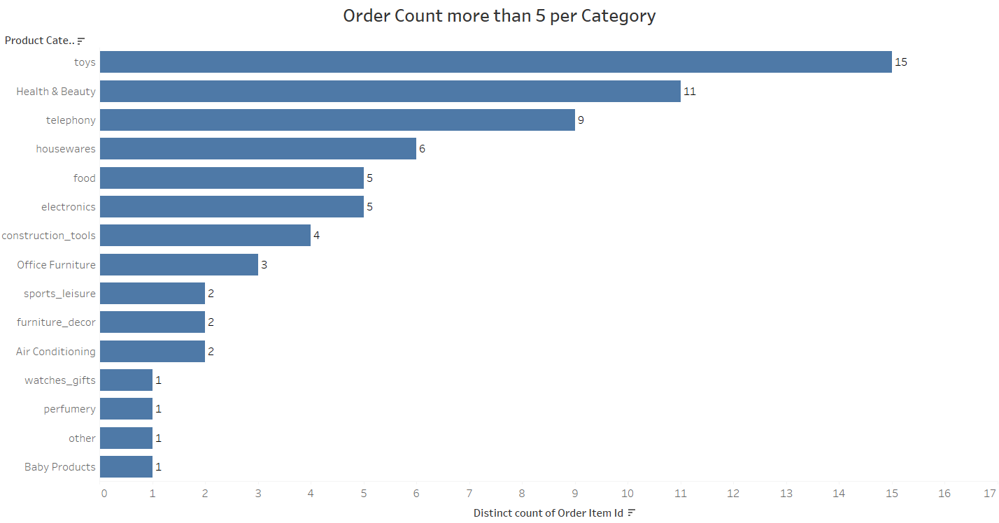 Order Count more than 5 per Category
Product Cate..
toys 15
Health & Beauty 11
telephony 9
housewares 6
food 5
electronics 5
construction_tools 4
Office Furniture 3
sports_leisure 2
furniture_decor 2
Air Conditioning 2
watches_gifts 1
perfumery 1
other 1
Baby Products 1
0 1 2 3 4 5 6 7 8 9 10 11 12 13 14 15 16 17
Distinct count of Order Item Id